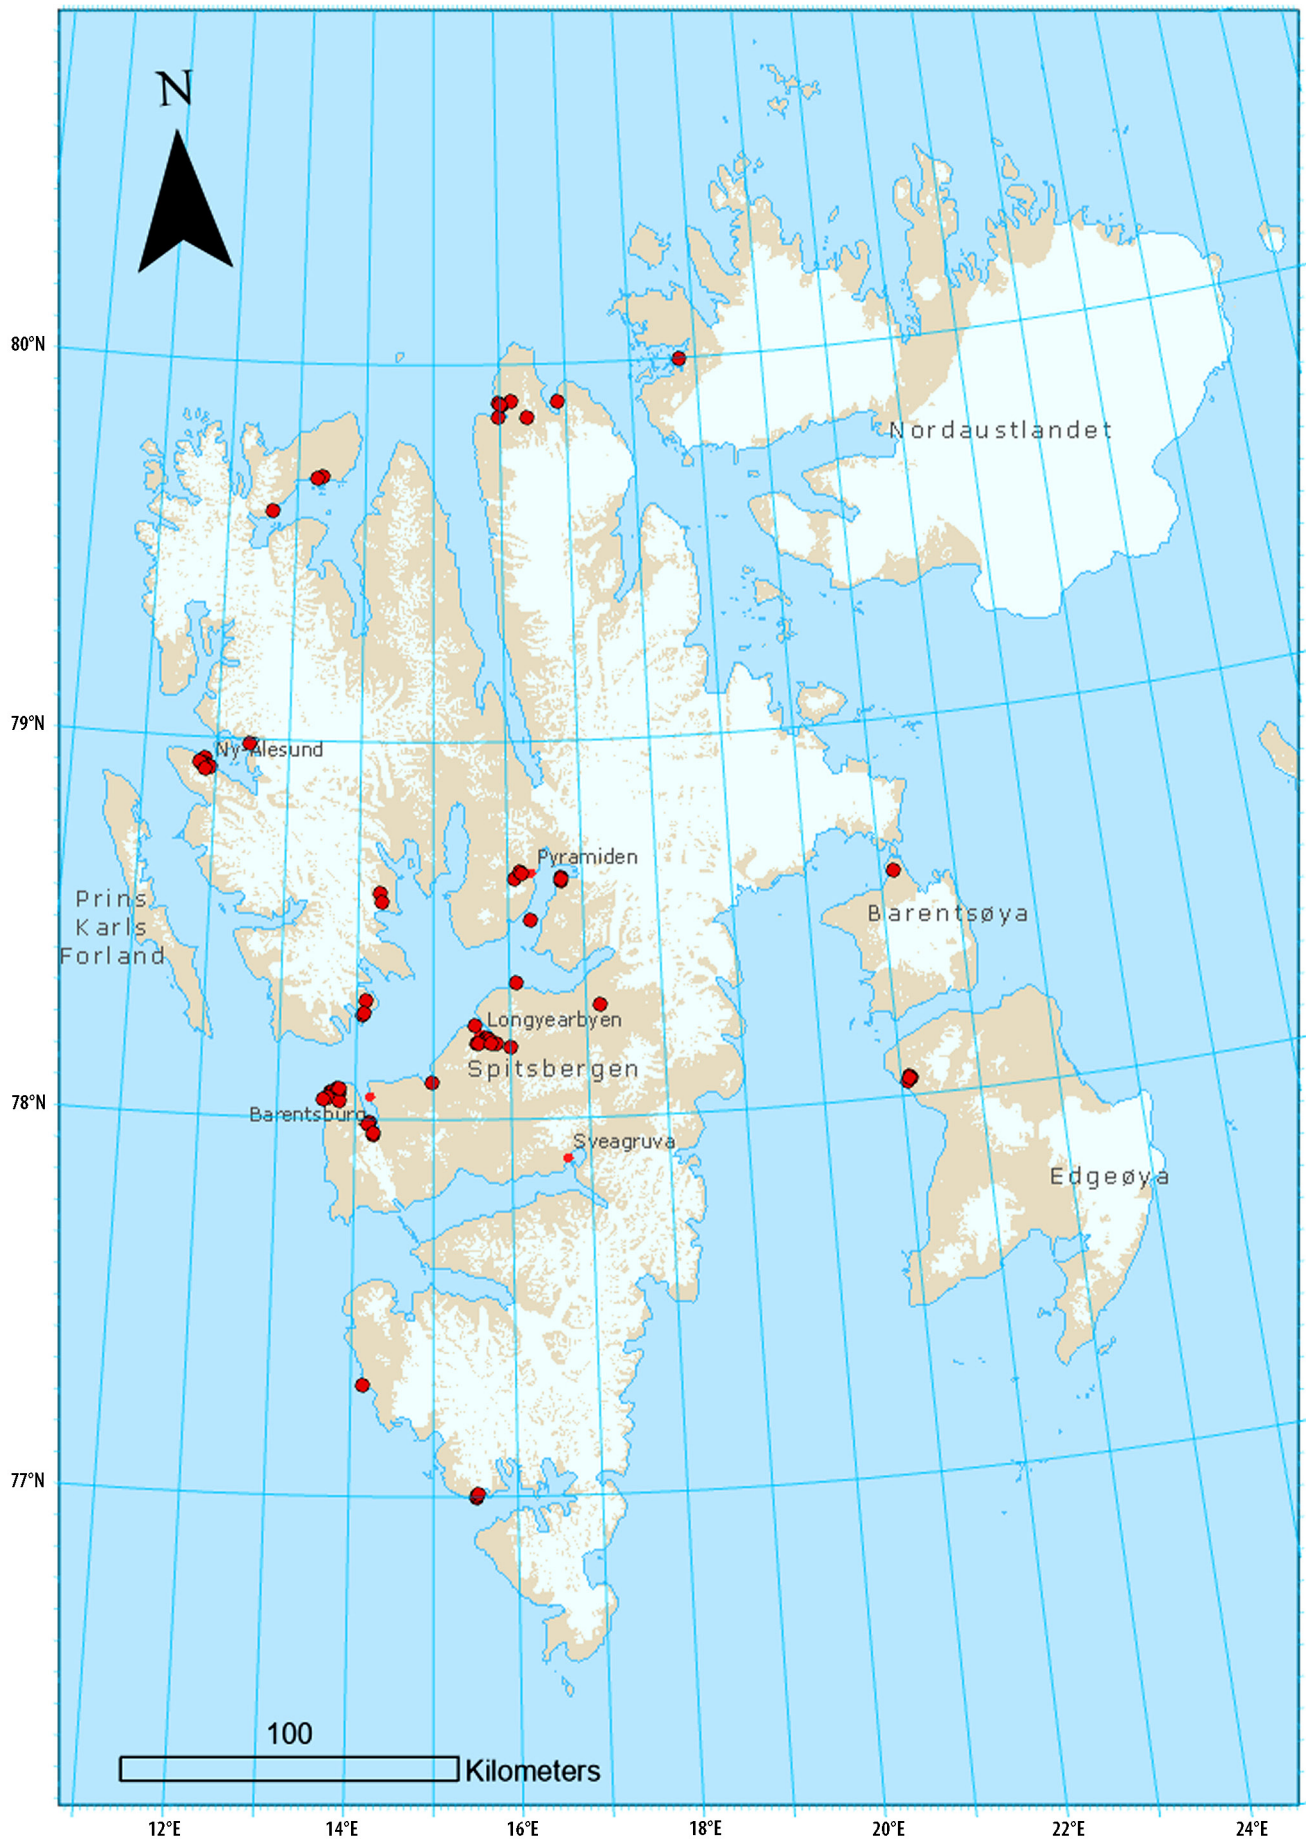 N
80°N
Nordaustlandet
79°N
Ny-Ålesund
Pyramiden
Prins
Karls
Forland
Barentsøya
Longyearbyen
Spitsbergen
78°N
Barentsburg
Sveagruva
Edgeøya
77°N
100
Kilometers
12°E 14°E 16°E 18°E 20°E 22°E 24°E